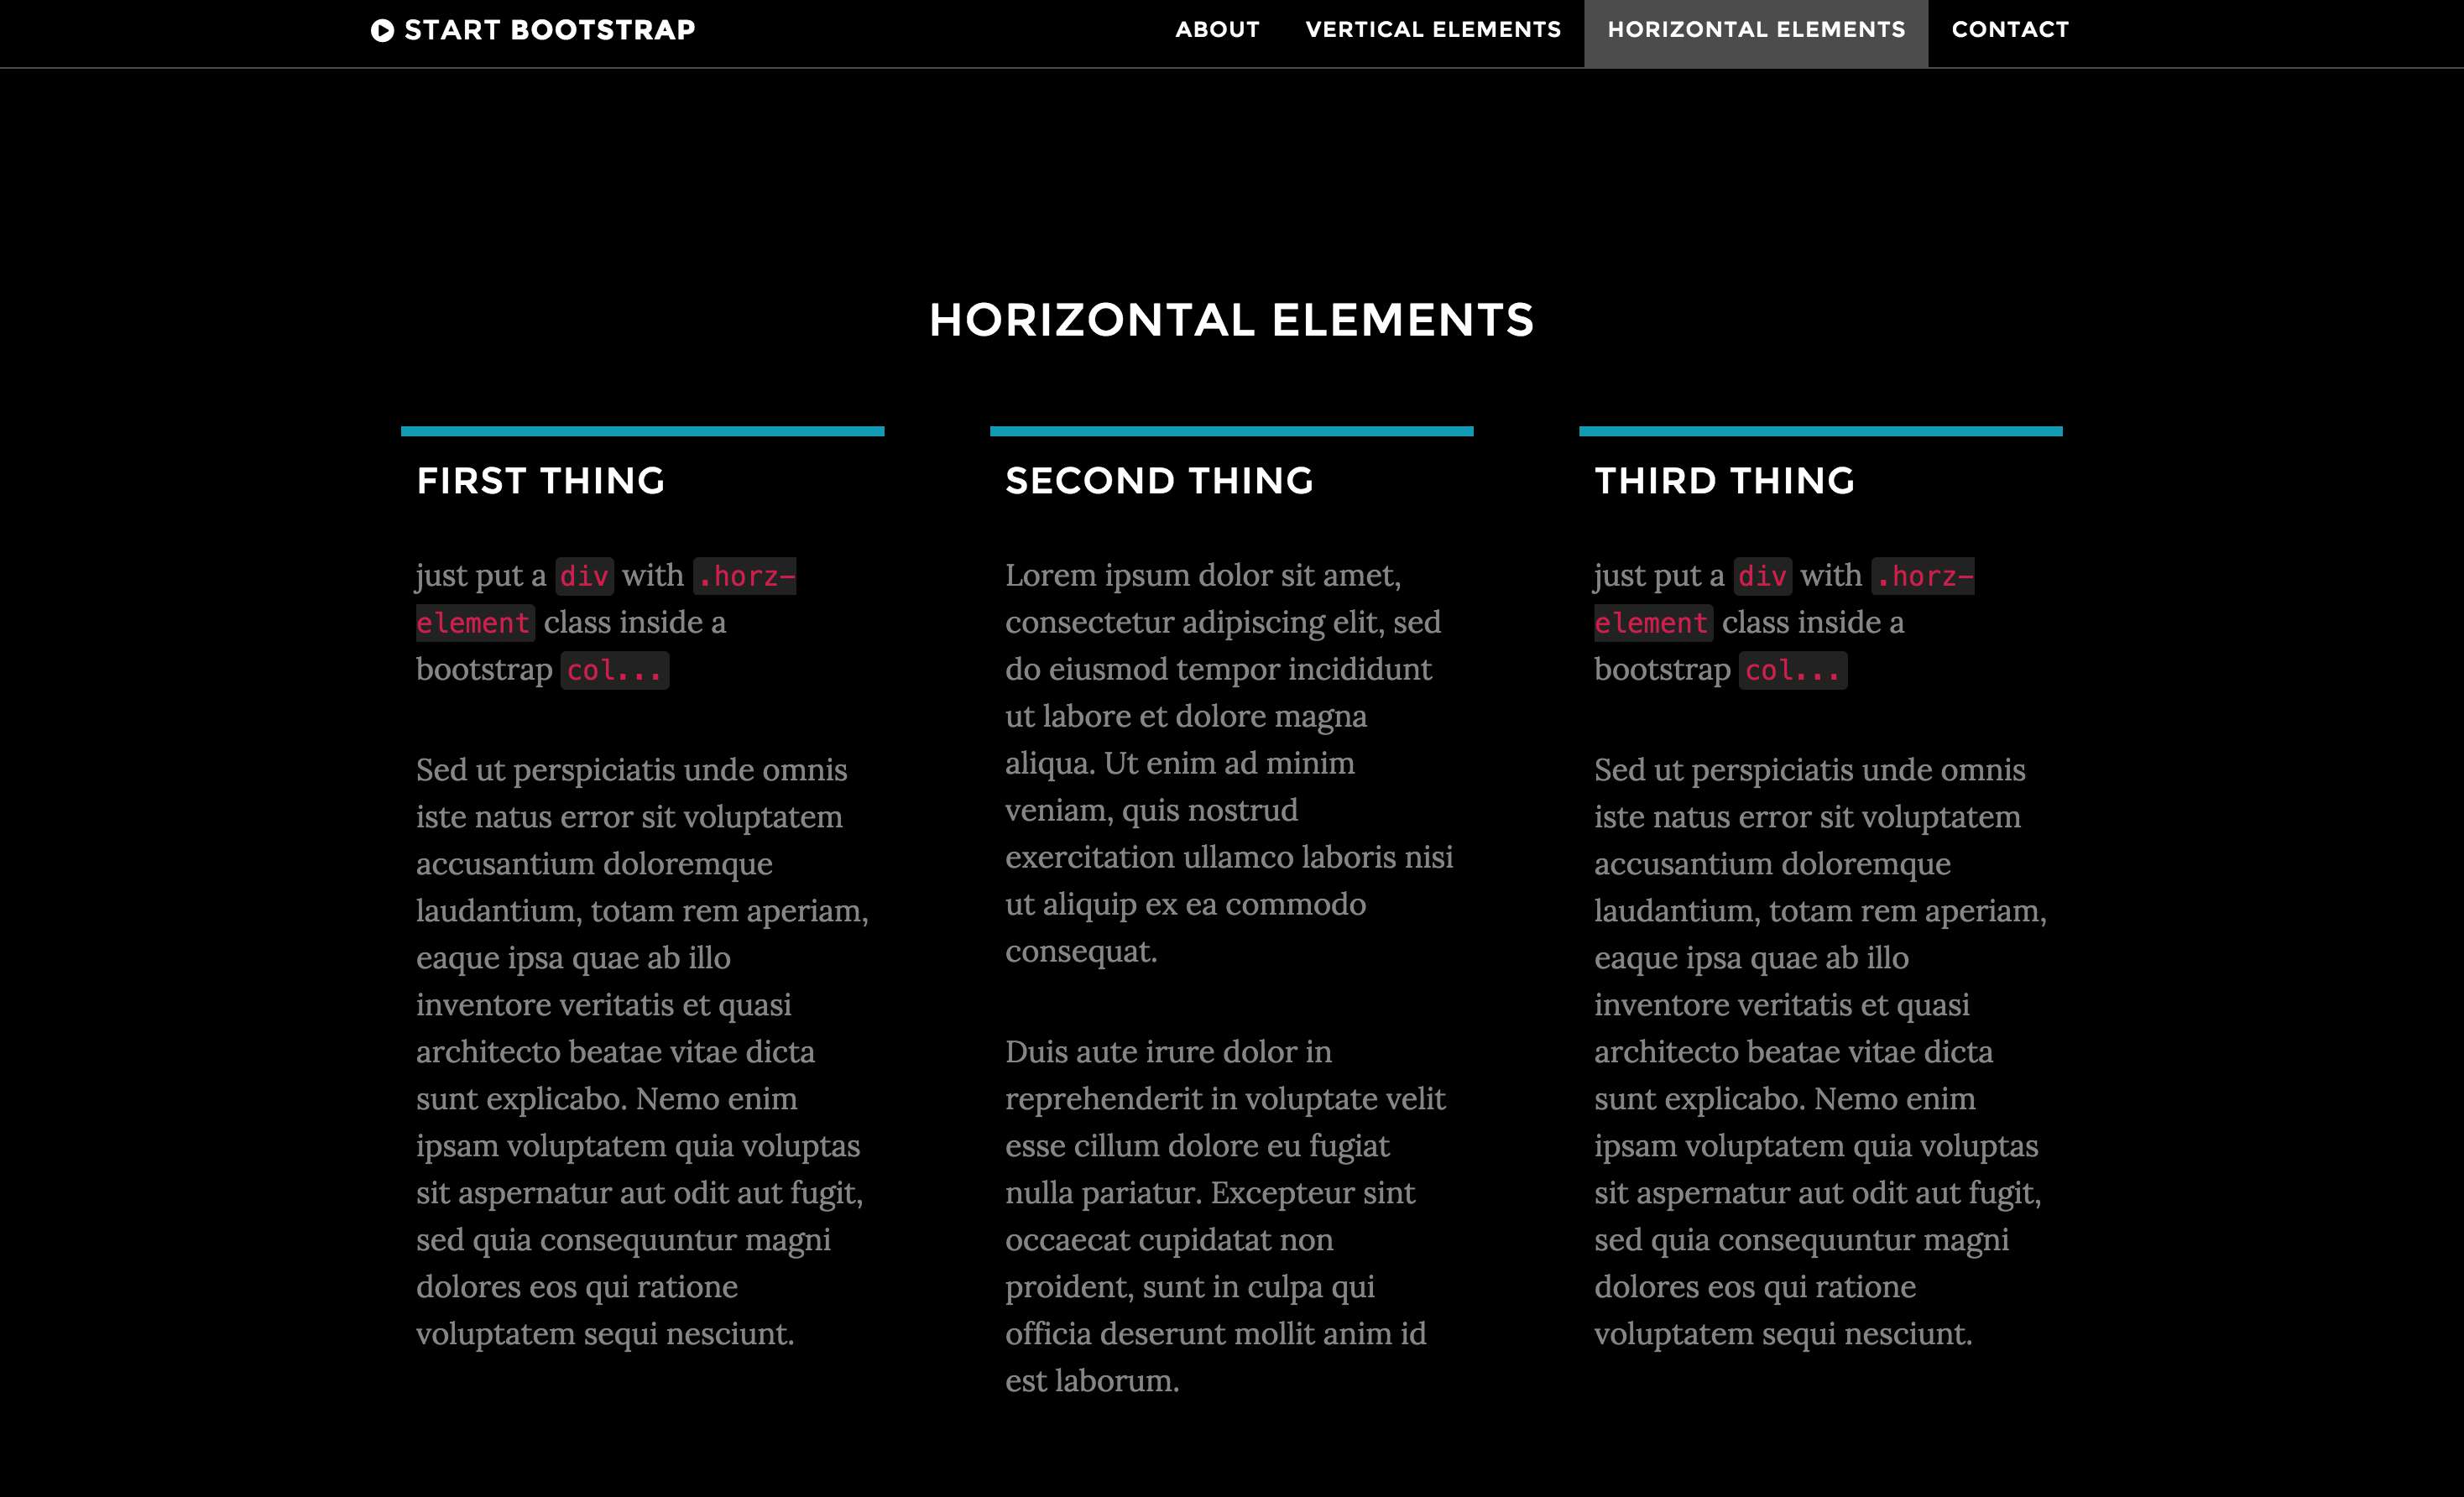 START BOOTSTRAP
ABOUT
VERTICAL ELEMENTS
HORIZONTAL ELEMENTS
CONTACT
HORIZONTAL ELEMENTS
FIRST THING
just put a div with .horz-
element class inside a
bootstrap col...
Sed ut perspiciatis unde omnis
iste natus error sit voluptatem
accusantium doloremque
laudantium, totam rem aperiam,
eaque ipsa quae ab illo
inventore veritatis et quasi
architecto beatae vitae dicta
sunt explicabo. Nemo enim
ipsam voluptatem quia voluptas
sit aspernatur aut odit aut fugit,
sed quia consequuntur magni
dolores eos qui ratione
voluptatem sequi nesciunt.
SECOND THING
Lorem ipsum dolor sit amet,
consectetur adipiscing elit, sed
do eiusmod tempor incididunt
ut labore et dolore magna
aliqua. Ut enim ad minim
veniam, quis nostrud
exercitation ullamco laboris nisi
ut aliquip ex ea commodo
consequat.
Duis aute irure dolor in
reprehenderit in voluptate velit
esse cillum dolore eu fugiat
nulla pariatur. Excepteur sint
occaecat cupidatat non
proident, sunt in culpa qui
officia deserunt mollit anim id
est laborum.
THIRD THING
just put a div with .horz-
element class inside a
bootstrap col...
Sed ut perspiciatis unde omnis
iste natus error sit voluptatem
accusantium doloremque
laudantium, totam rem aperiam,
eaque ipsa quae ab illo
inventore veritatis et quasi
architecto beatae vitae dicta
sunt explicabo. Nemo enim
ipsam voluptatem quia voluptas
sit aspernatur aut odit aut fugit,
sed quia consequuntur magni
dolores eos qui ratione
voluptatem sequi nesciunt.